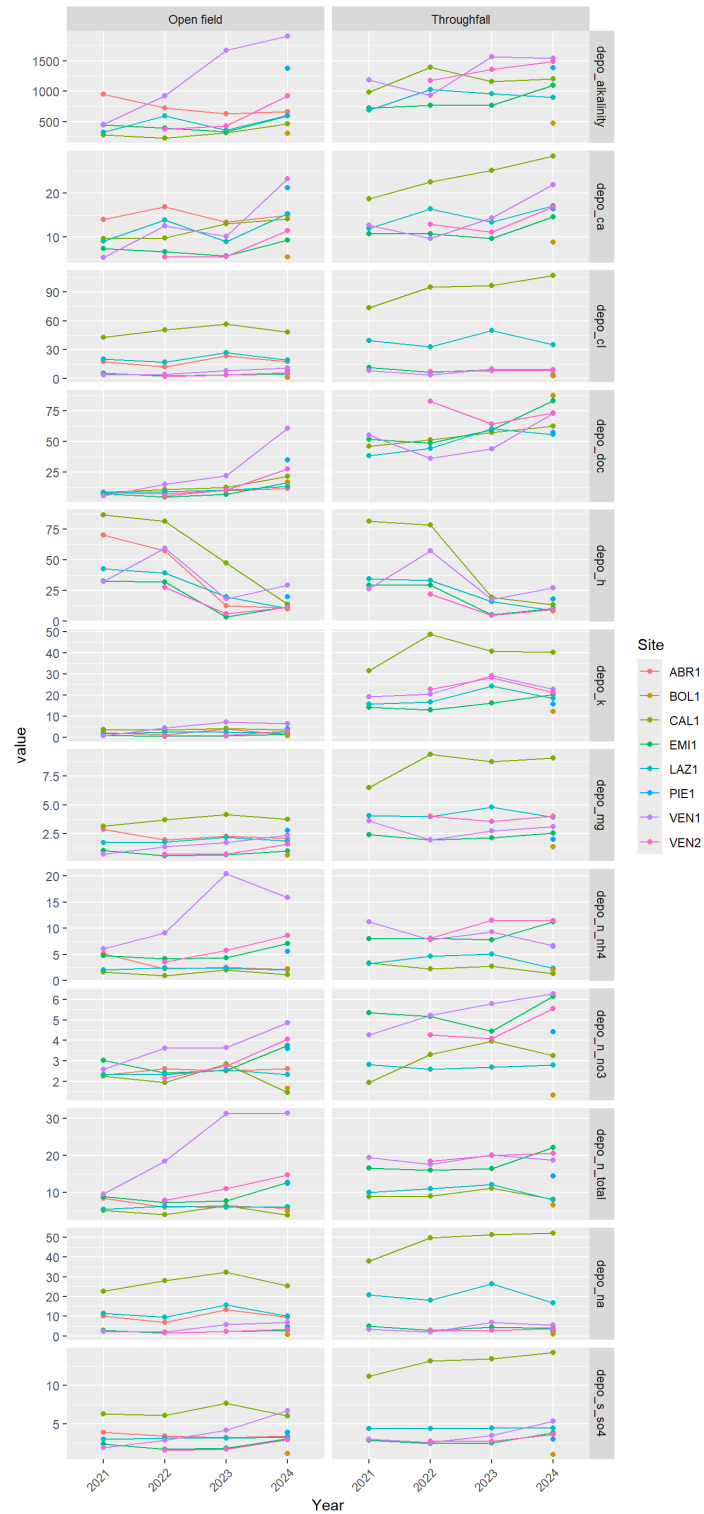 Open field
Throughfall
1500
1000
500
depo_alkalinity
20
10
depo_ca
90
60
30
0
depo_cl
75
50
25
depo_doc
75
50
25
0
depo_h
50
40
30
20
10
0
depo_k
7.5
5.0
2.5
depo_mg
20
15
10
5
0
depo_n_nh4
6
5
4
3
2
depo_n_no3
30
20
10
depo_n_total
50
40
30
20
10
0
depo_na
10
5
depo_s_so4
2021
2022
2023
2024
2021
2022
2023
2024
Year
value
Site
ABR1
BOL1
CAL1
EMI1
LAZ1
PIE1
VEN1
VEN2